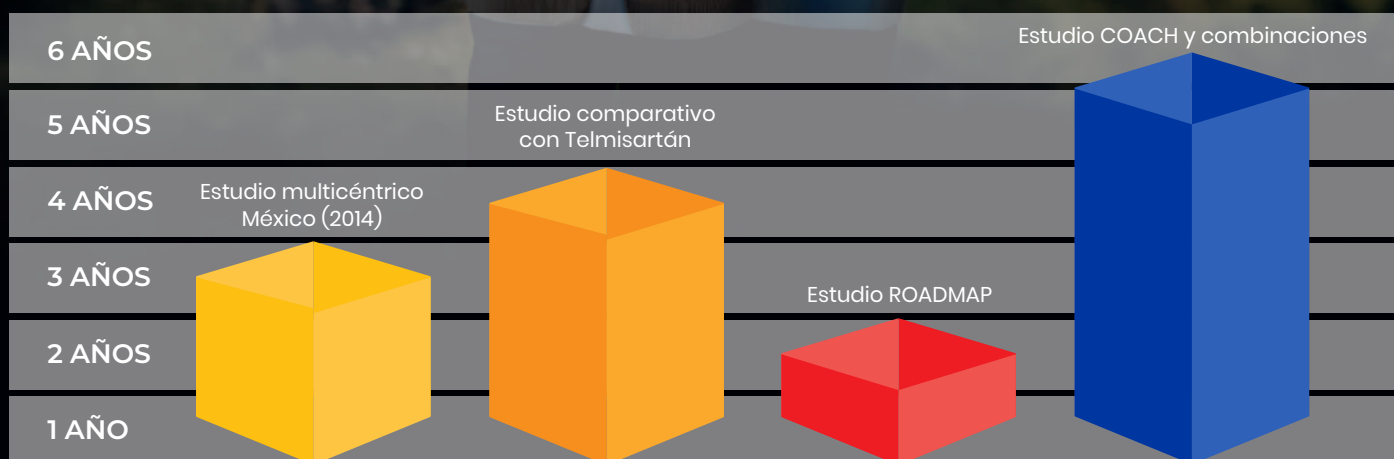 6 AÑOS
Estudio COACH y combinaciones
5 AÑOS
Estudio comparativo
con Telmisartán
4 AÑOS
Estudio multicéntrico
México (2014)
3 AÑOS
Estudio ROADMAP
2 AÑOS
1 AÑO